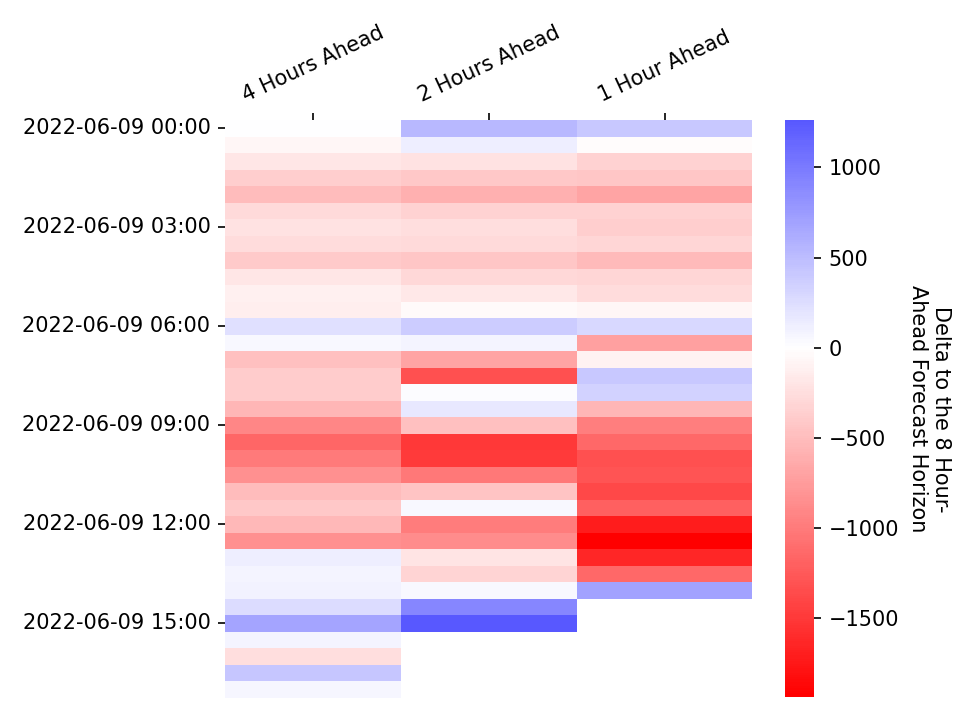 4 Hours Ahead
2 Hours Ahead
1 Hour Ahead
2022-06-09 00:00
2022-06-09 03:00
2022-06-09 06:00
2022-06-09 09:00
2022-06-09 12:00
2022-06-09 15:00
1000
500
0
−500
−1000
−1500
Delta to the 8 Hour-
Ahead Forecast Horizon